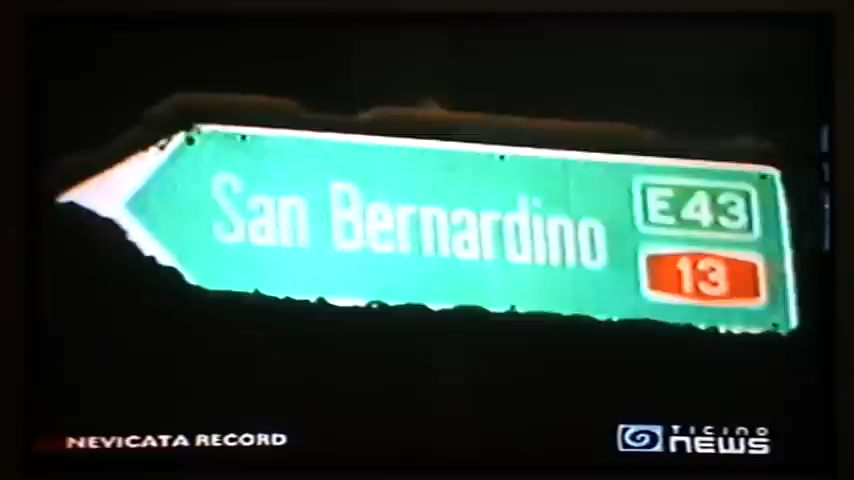 San Bernardino
E43
13
NEVICATA RECORD
TICINO
NEWS